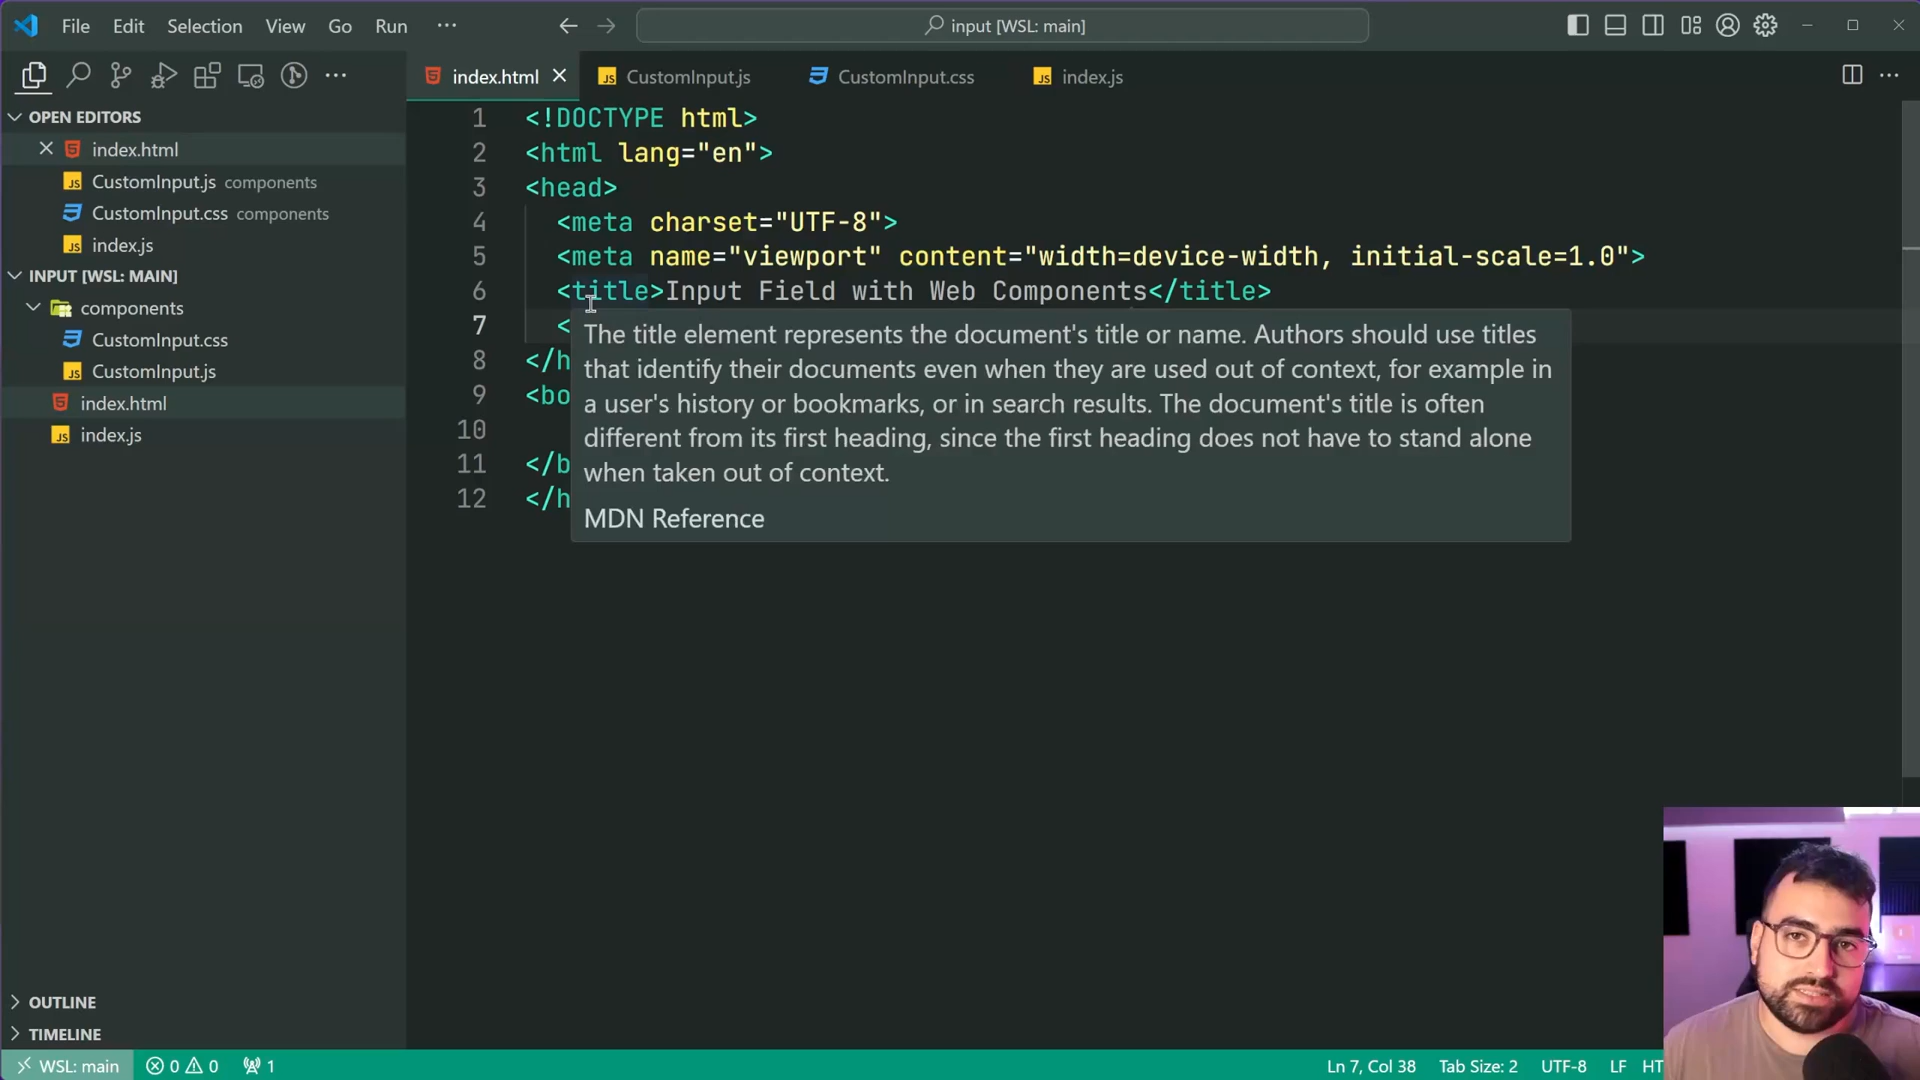 File Edit Selection View Go Run
input [WSL: main]
index.html
CustomInput.js
CustomInput.css
index.js
OPEN EDITORS
index.html
CustomInput.js components
CustomInput.css components
index.js
INPUT [WSL: MAIN]
components
CustomInput.css
CustomInput.js
index.html
index.js
OUTLINE
TIMELINE
1 <!DOCTYPE html>
2 <html lang="en">
3 <head>
4 <meta charset="UTF-8">
5 <meta name="viewport" content="width=device-width, initial-scale=1.0">
6 <title>Input Field with Web Components</title>
7 <
8 </h
9 <bo
10
11 </b
12 </h
The title element represents the document's title or name. Authors should use titles
that identify their documents even when they are used out of context, for example in
a user's history or bookmarks, or in search results. The document's title is often
different from its first heading, since the first heading does not have to stand alone
when taken out of context.
MDN Reference
WSL: main 0 0 1 Ln 7, Col 38 Tab Size: 2 UTF-8 LF HT